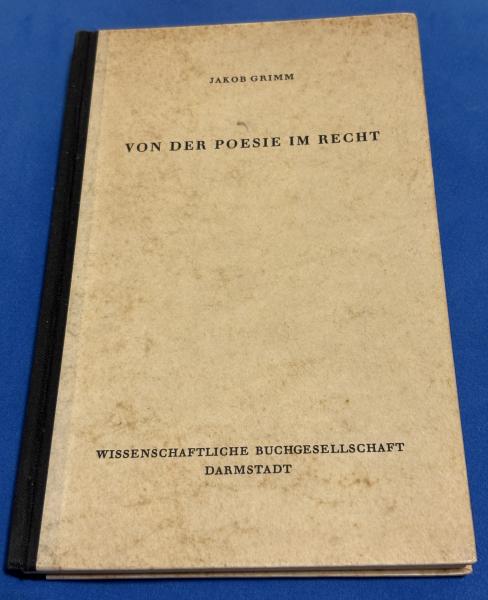 JAKOB GRIMM
VON DER POESIE IM RECHT
WISSENSCHAFTLICHE BUCHGESELLSCHAFT
DARMSTADT